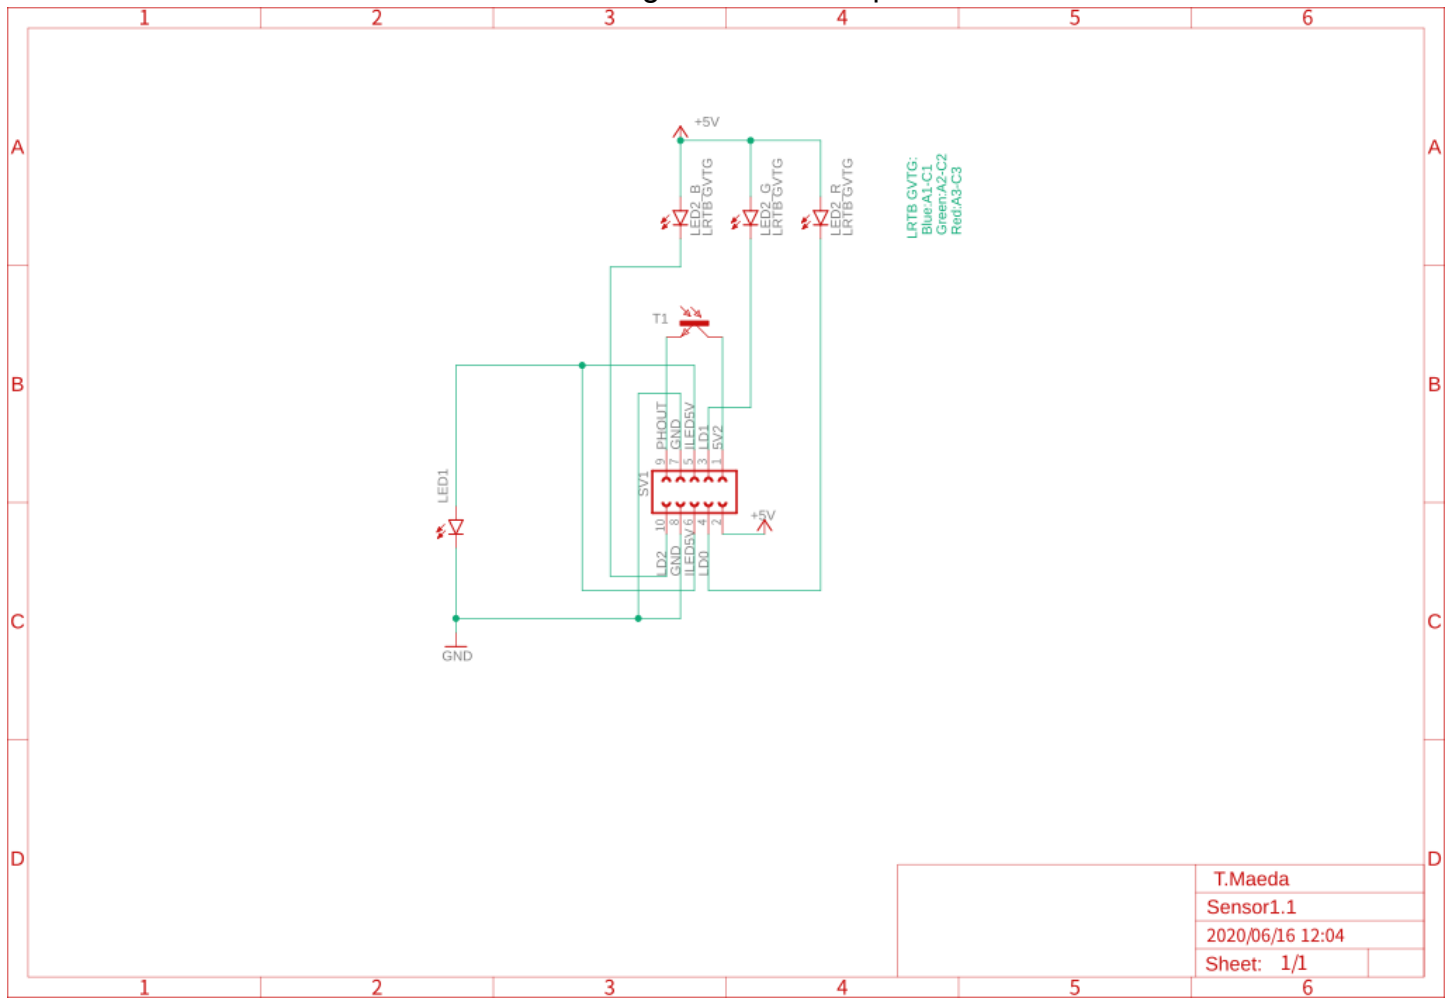 1 2 3 4 5 6
A
A
+5V
LED2_B
LRTB GVTG
LED2_G
LRTB GVTG
LED2_R
LRTB GVTG
LRTB GVTG:
Blue:A1-C1
Green:A2-C2
Red:A3-C3
T1
B
B
PHOUT
GND
ILED5V
LD1
5V2
9 7 5 3 1
SV1
LED1
10 8 6 4 2
+5V
LD2
GND
ILED5V
LD0
C
C
GND
D
D
T.Maeda
Sensor1.1
2020/06/16 12:04
Sheet: 1/1
1 2 3 4 5 6